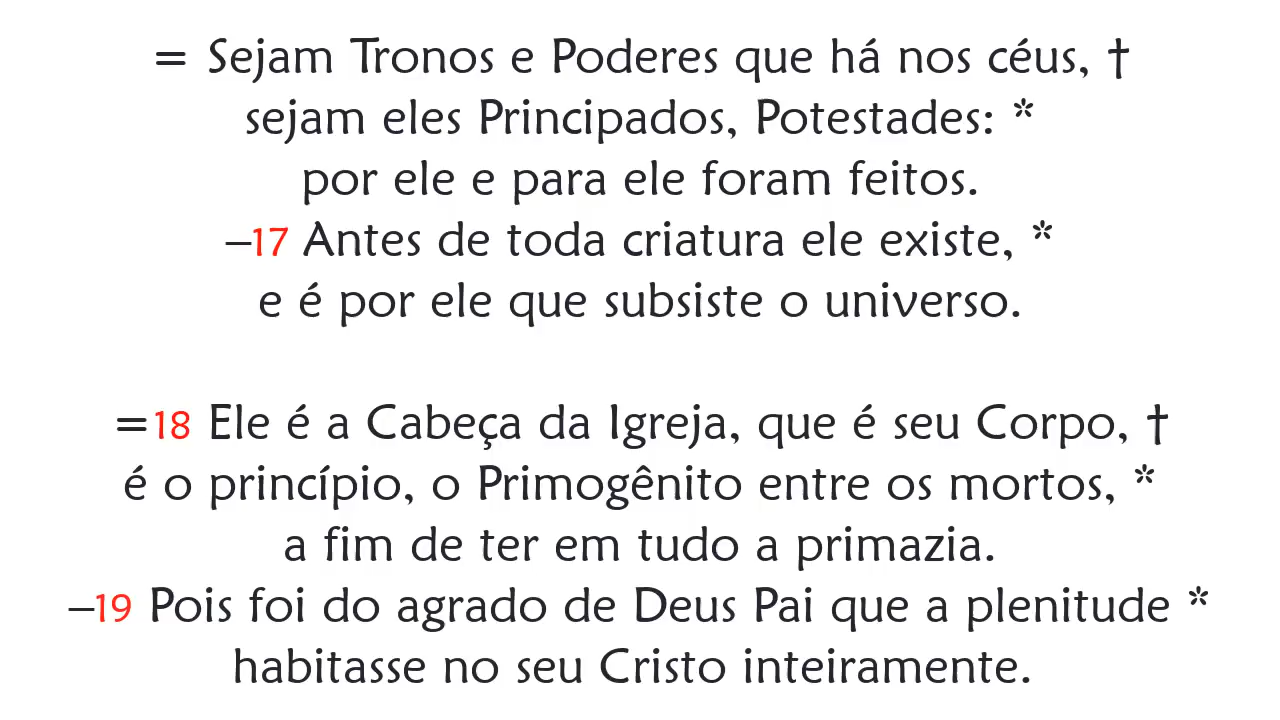 = Sejam Tronos e Poderes que há nos céus, †
sejam eles Principados, Potestades: *
por ele e para ele foram feitos.
–17 Antes de toda criatura ele existe, *
e é por ele que subsiste o universo.
=18 Ele é a Cabeça da Igreja, que é seu Corpo, †
é o princípio, o Primogênito entre os mortos, *
a fim de ter em tudo a primazia.
–19 Pois foi do agrado de Deus Pai que a plenitude *
habitasse no seu Cristo inteiramente.